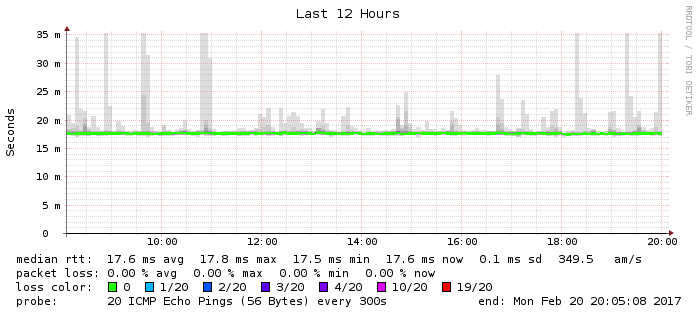 Last 12 Hours
RRDTOOL / TOBI OETIKER
Seconds
35 m
30 m
25 m
20 m
15 m
10 m
5 m
0
10:00 12:00 14:00 16:00 18:00 20:00
median rtt: 17.6 ms avg 17.8 ms max 17.5 ms min 17.6 ms now 0.1 ms sd 349.5 am/s
packet loss: 0.00 % avg 0.00 % max 0.00 % min 0.00 % now
loss color: 0 1/20 2/20 3/20 4/20 10/20 19/20
probe: 20 ICMP Echo Pings (56 Bytes) every 300s end: Mon Feb 20 20:05:08 2017